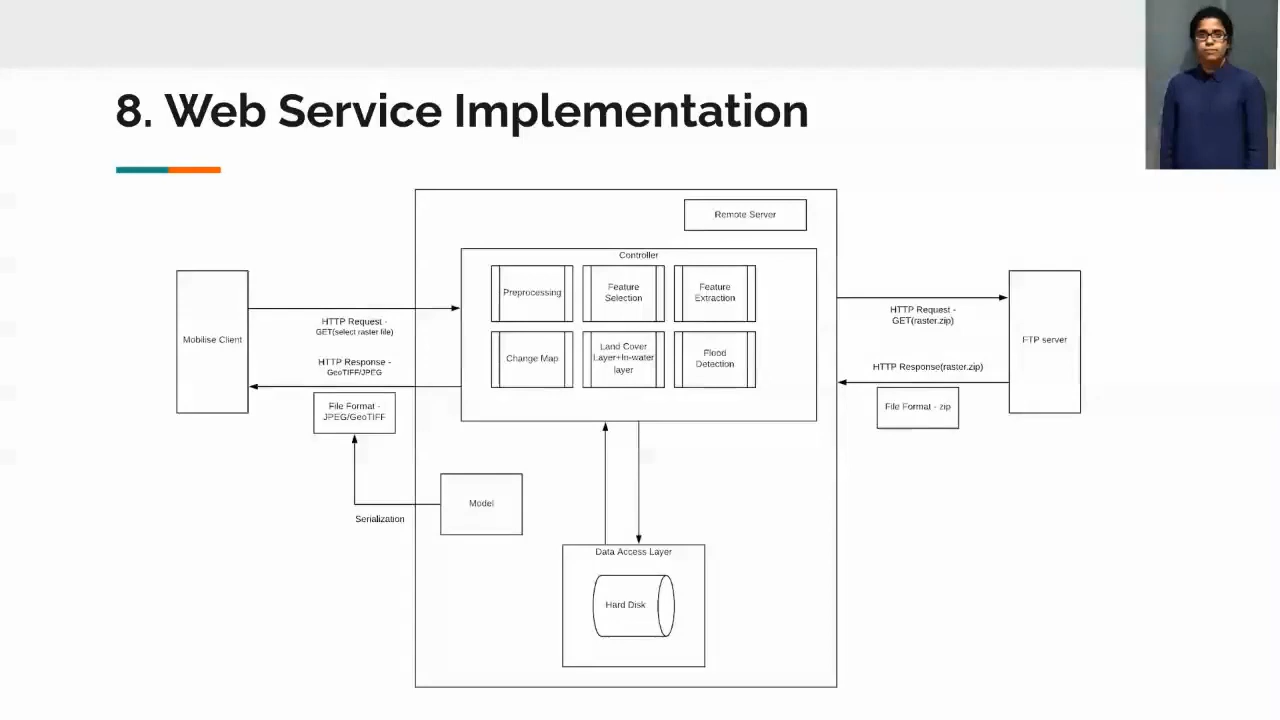 8. Web Service Implementation
Remote Server
Controller
Preprocessing
Feature
Selection
Feature
Extraction
Change Map
Land Cover
Layer+In-water
layer
Flood
Detection
Mobilise Client
HTTP Request -
GET(select raster file)
HTTP Response -
GeoTIFF/JPEG
File Format -
JPEG/GeoTIFF
HTTP Request -
GET(raster.zip)
HTTP Response(raster.zip)
File Format - zip
FTP server
Model
Serialization
Data Access Layer
Hard Disk